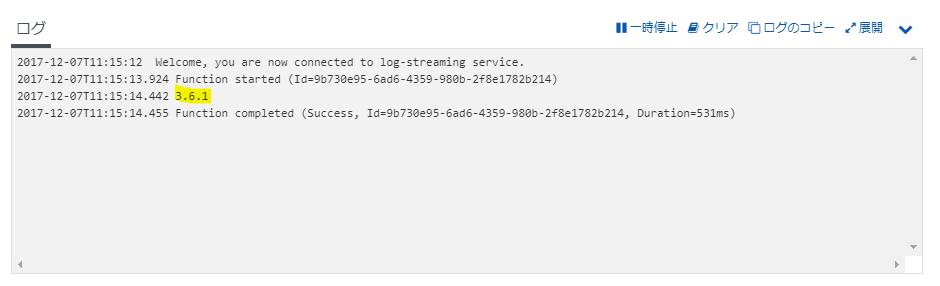 ログ
一時停止 クリア ログのコピー 展開
2017-12-07T11:15:12  Welcome, you are now connected to log-streaming service.
2017-12-07T11:15:13.924 Function started (Id=9b730e95-6ad6-4359-980b-2f8e1782b214)
2017-12-07T11:15:14.442 3.6.1
2017-12-07T11:15:14.455 Function completed (Success, Id=9b730e95-6ad6-4359-980b-2f8e1782b214, Duration=531ms)